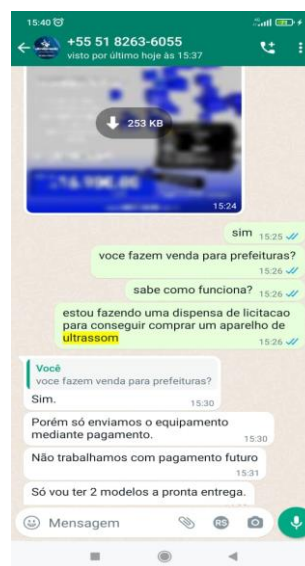 15:40
+55 51 8263-6055
visto por último hoje às 15:37
253 KB
15:24
sim 15:25
voce fazem venda para prefeituras?
15:26
sabe como funciona? 15:26
estou fazendo uma dispensa de licitacao
para conseguir comprar um aparelho de
ultrassom 15:26
Você
voce fazem venda para prefeituras?
Sim. 15:30
Porém só enviamos o equipamento
mediante pagamento. 15:30
Não trabalhamos com pagamento futuro
15:31
Só vou ter 2 modelos a pronta entrega.
Mensagem
R$